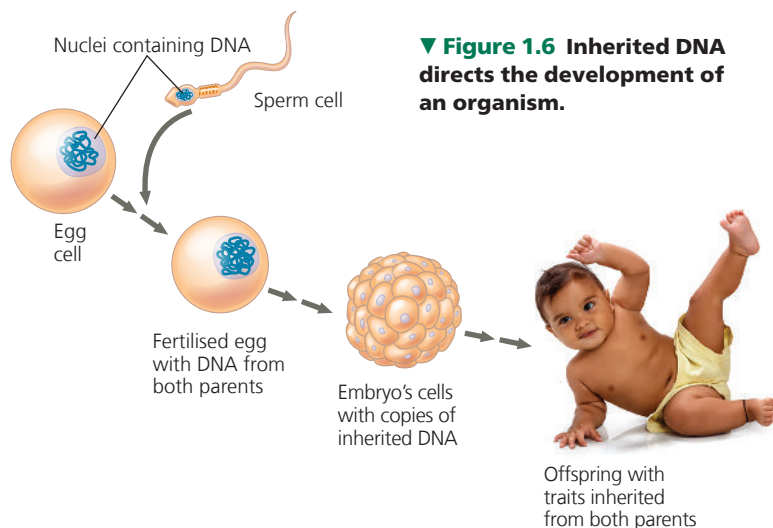 Nuclei containing DNA
Sperm cell
▼ Figure 1.6 Inherited DNA
directs the development of
an organism.
Egg
cell
Fertilised egg
with DNA from
both parents
Embryo's cells
with copies of
inherited DNA
Offspring with
traits inherited
from both parents